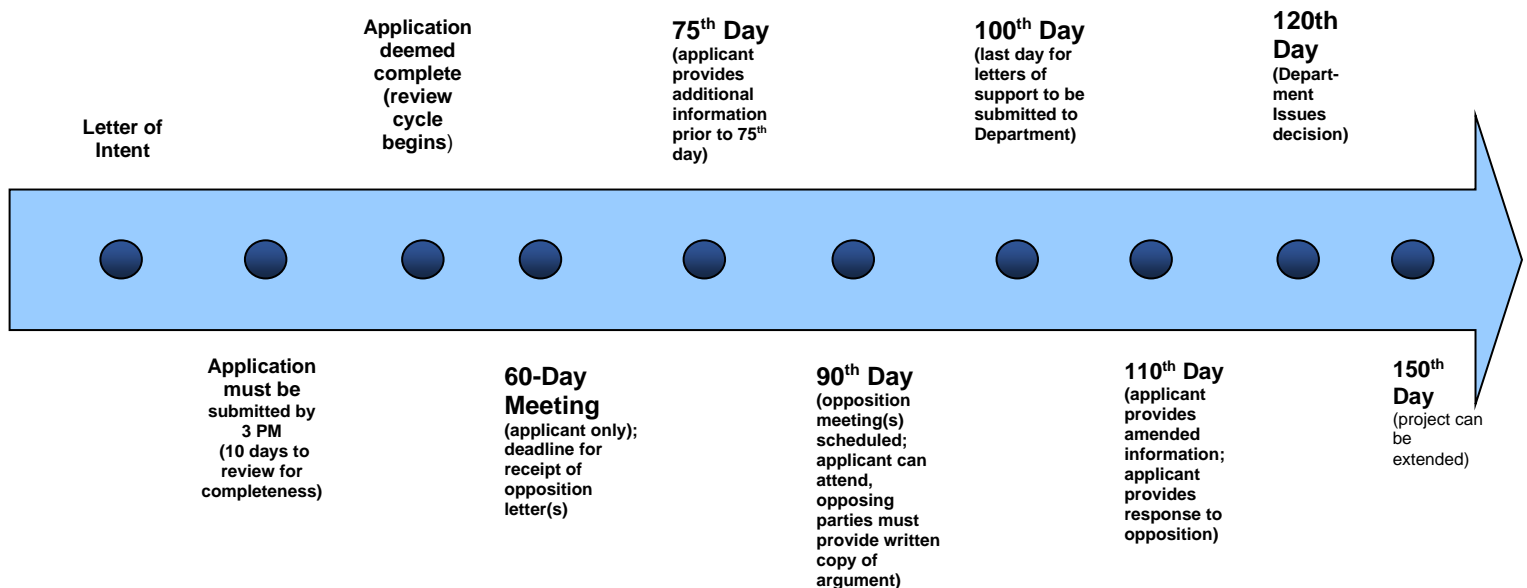 Letter of
Intent
Application
must be
submitted by
3 PM
(10 days to
review for
completeness)
Application
deemed
complete
(review
cycle
begins)
60-Day
Meeting
(applicant only);
deadline for
receipt of
opposition
letter(s)
75th Day
(applicant
provides
additional
information
prior to 75th
day)
90th Day
(opposition
meeting(s)
scheduled;
applicant can
attend,
opposing
parties must
provide written
copy of
argument)
100th Day
(last day for
letters of
support to be
submitted to
Department)
110th Day
(applicant
provides
amended
information;
applicant
provides
response to
opposition)
120th
Day
(Depart-
ment
Issues
decision)
150th
Day
(project can
be
extended)